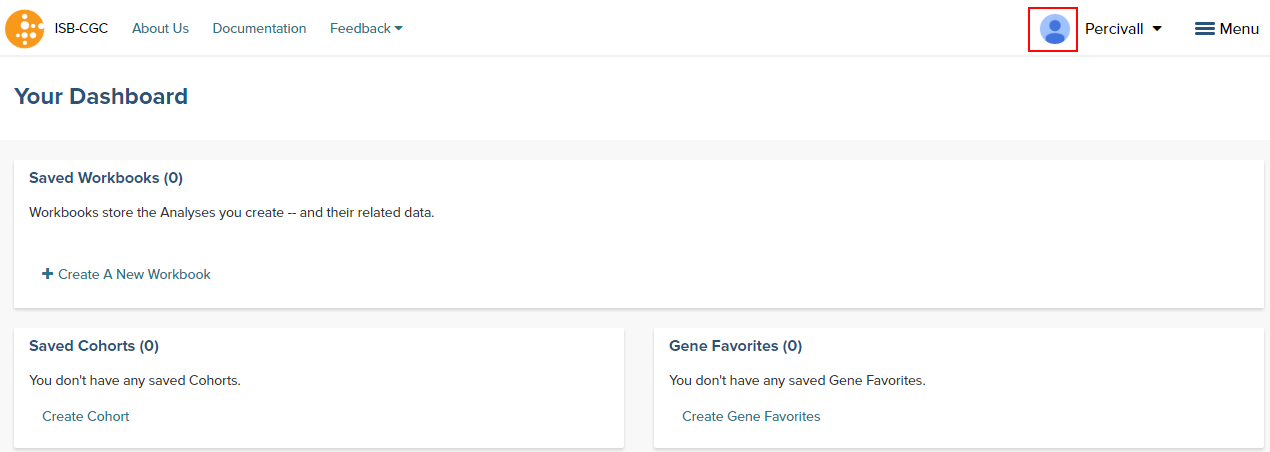 ISB-CGC About Us Documentation Feedback Percivall Menu
Your Dashboard
Saved Workbooks (0)
Workbooks store the Analyses you create -- and their related data.
Create A New Workbook
Saved Cohorts (0)
You don't have any saved Cohorts.
Create Cohort
Gene Favorites (0)
You don't have any saved Gene Favorites.
Create Gene Favorites